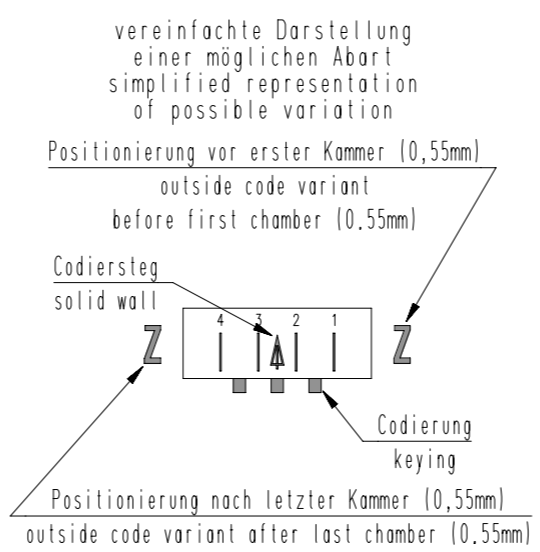 vereinfachte Darstellung
einer möglichen Abart
simplified representation
of possible variation
Positionierung vor erster Kammer (0,55mm)
outside code variant
before first chamber (0.55mm)
Codiersteg
solid wall
4 3 2 1
Z Z
Codierung
keying
Positionierung nach letzter Kammer (0,55mm)
outside code variant after last chamber (0.55mm)